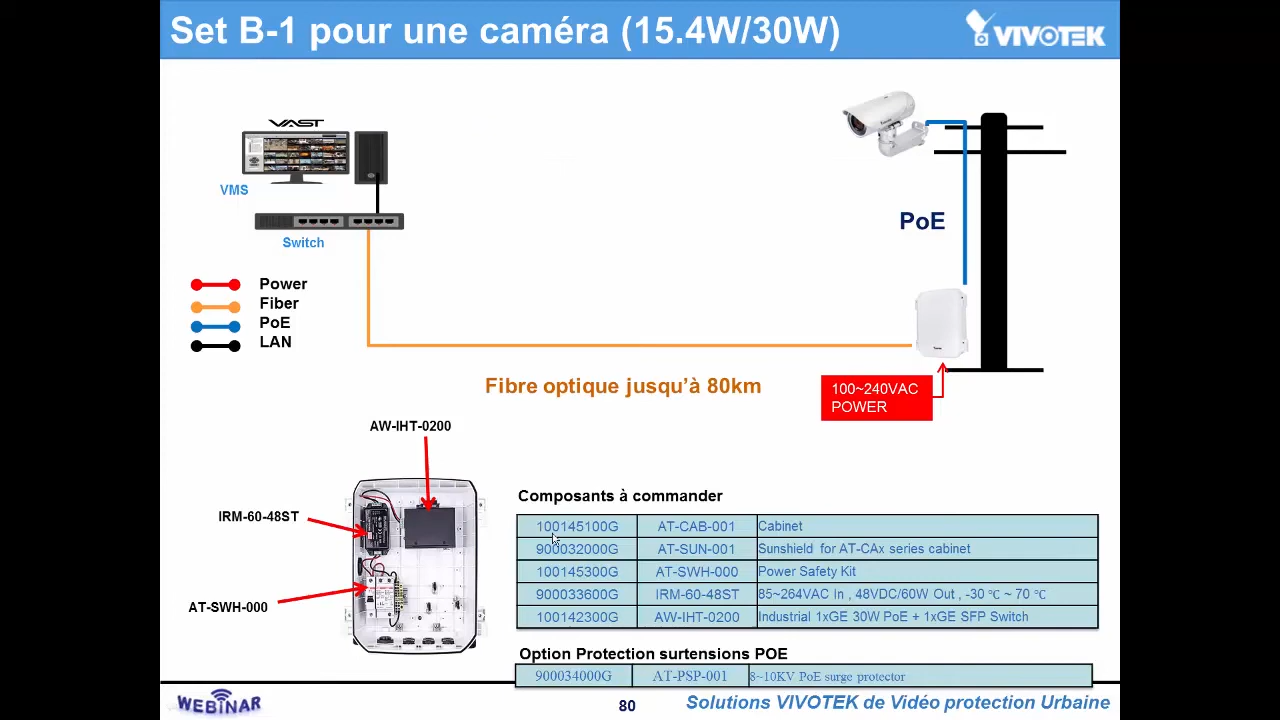 Set B-1 pour une caméra (15.4W/30W)
VIVOTEK
VAST
VMS
Switch
PoE
Power
Fiber
PoE
LAN
Fibre optique jusqu'à 80km
100~240VAC
POWER
AW-IHT-0200
IRM-60-48ST
AT-SWH-000
Composants à commander
100145100G AT-CAB-001 Cabinet
900032000G AT-SUN-001 Sunshield for AT-CAx series cabinet
100145300G AT-SWH-000 Power Safety Kit
900033600G IRM-60-48ST 85~264VAC In , 48VDC/60W Out , -30 ℃ ~ 70 ℃
100142300G AW-IHT-0200 Industrial 1xGE 30W PoE + 1xGE SFP Switch
Option Protection surtensions POE
900034000G AT-PSP-001 8~10KV PoE surge protector
WEBINAR
80
Solutions VIVOTEK de Vidéo protection Urbaine